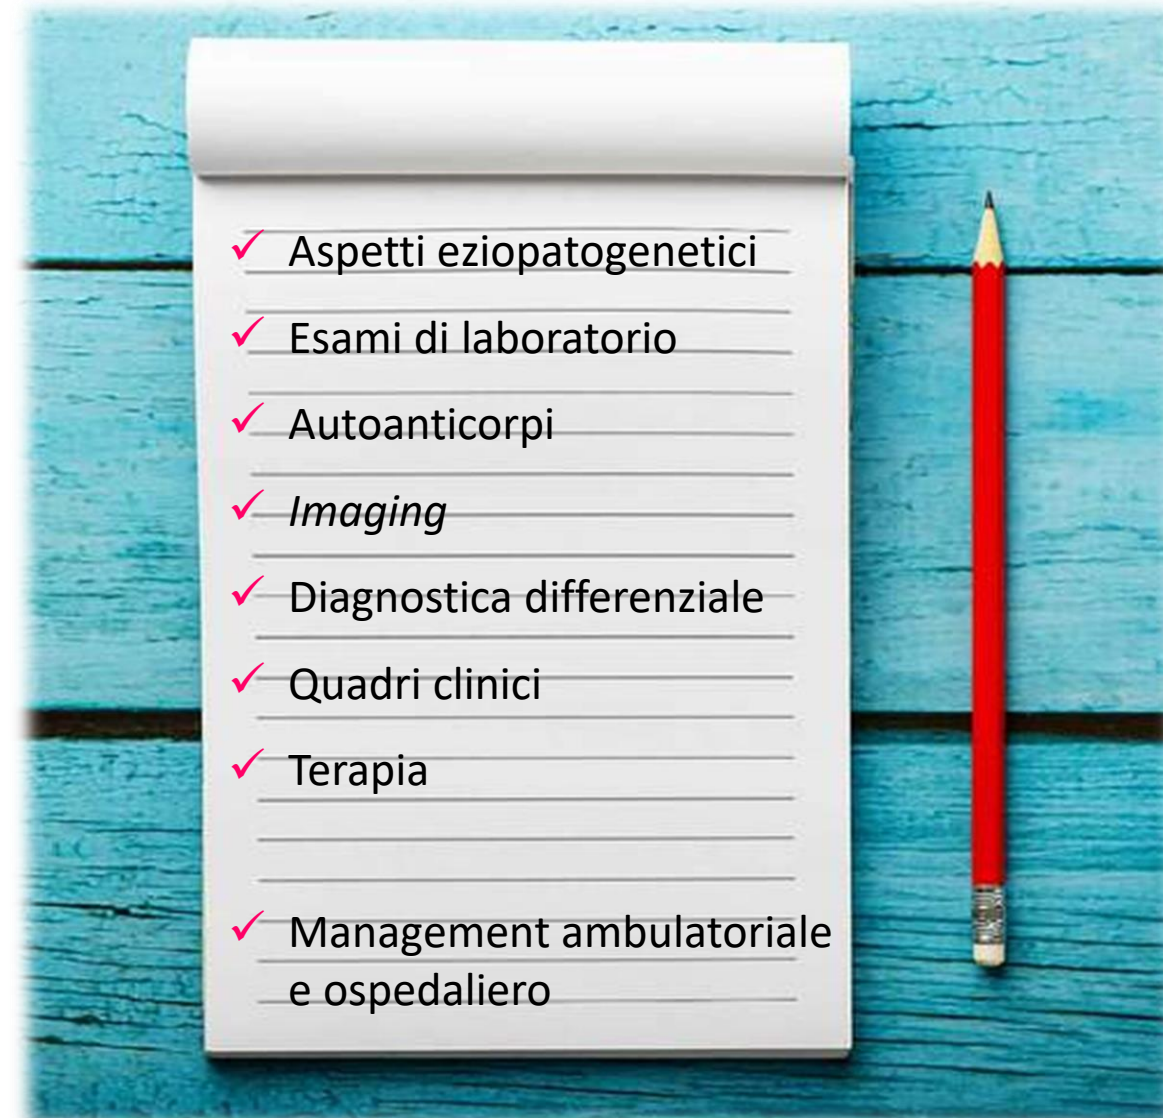 ✓ Aspetti eziopatogenetici
✓ Esami di laboratorio
✓ Autoanticorpi
✓ Imaging
✓ Diagnostica differenziale
✓ Quadri clinici
✓ Terapia
✓ Management ambulatoriale
e ospedaliero